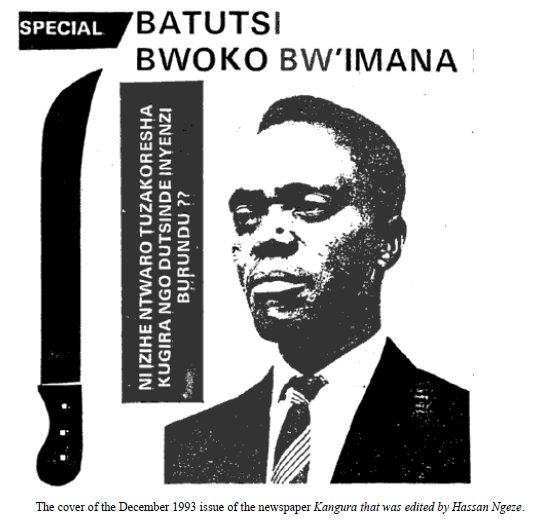 SPECIAL
BATUTSI
BWOKO BW'IMANA
NI IZIHE NTWARO TUZAKORESHA
KUGIRA NGO DUTSINDE INYENZI
BURUNDU ??
The cover of the December 1993 issue of the newspaper Kangura that was edited by Hassan Ngeze.